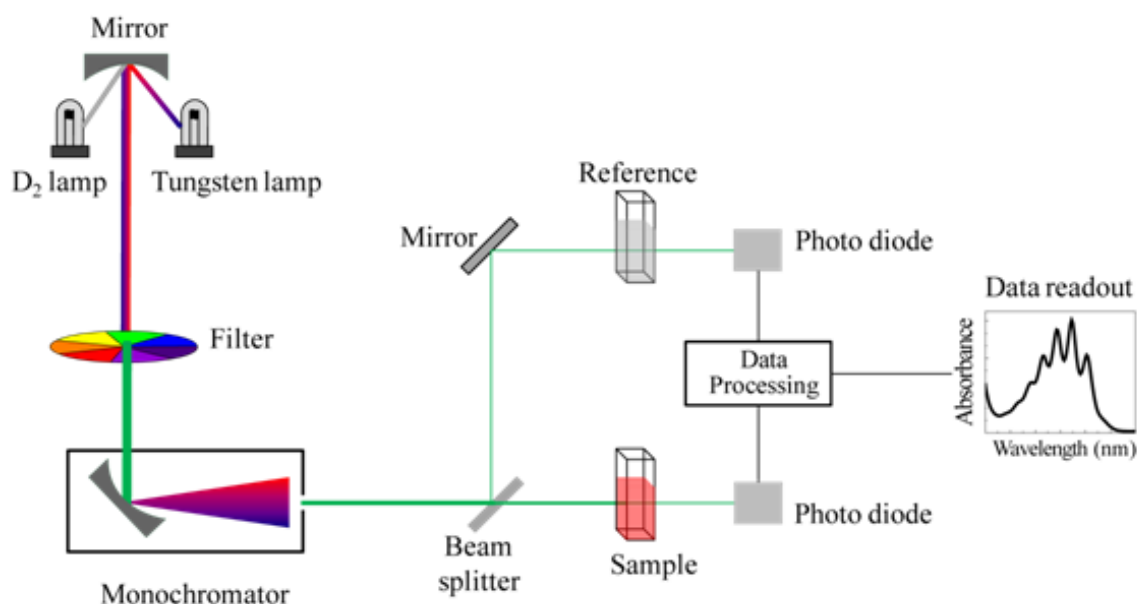 Mirror
D₂ lamp
Tungsten lamp
Filter
Monochromator
Mirror
Reference
Photo diode
Beam
splitter
Sample
Photo diode
Data
Processing
Data readout
Absorbance
Wavelength (nm)